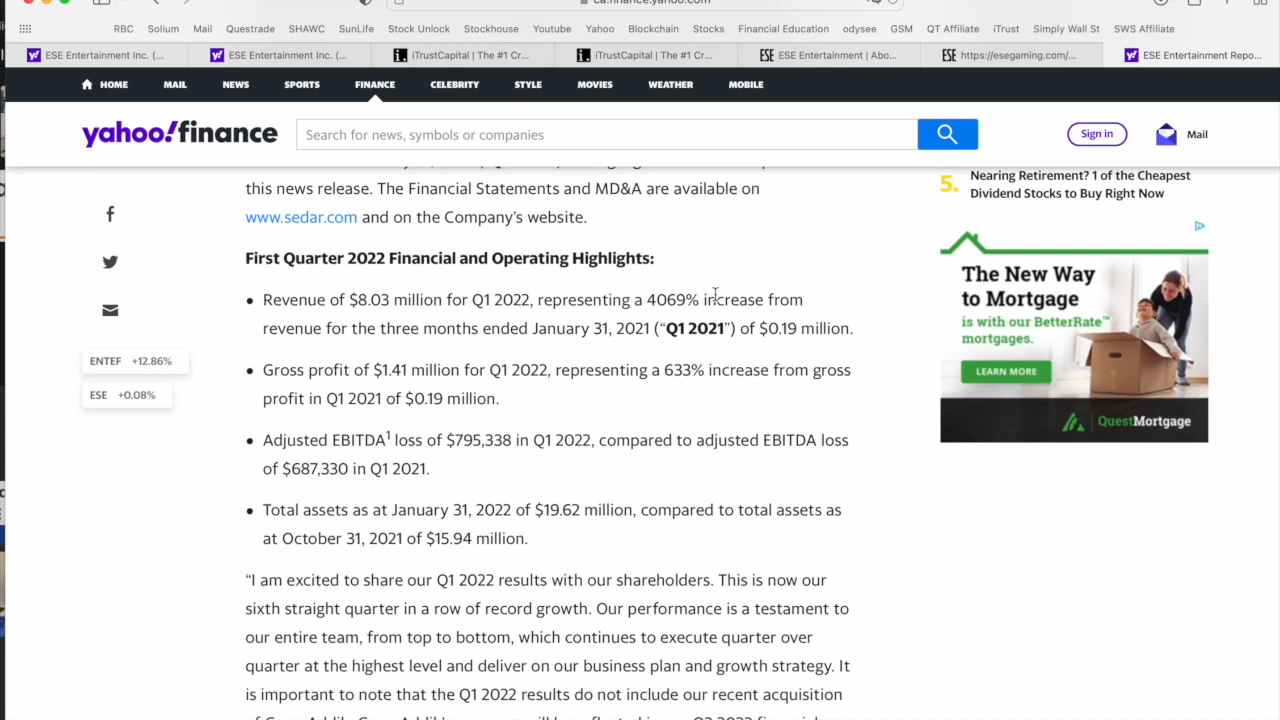 ca.finance.yahoo.com
RBC Solium Mail Questrade SHAWC SunLife Stock Unlock Stockhouse Youtube Yahoo Blockchain Stocks Financial Education odysee GSM QT Affiliate iTrust Simply Wall St SWS Affiliate
ESE Entertainment Inc. (... ESE Entertainment Inc. (... iTrustCapital | The #1 Cr... iTrustCapital | The #1 Cr... ESE ESE Entertainment | Abo... ESE https://esegaming.com/... ESE Entertainment Repo...
HOME MAIL NEWS SPORTS FINANCE CELEBRITY STYLE MOVIES WEATHER MOBILE
yahoo!finance Search for news, symbols or companies Sign in Mail
this news release. The Financial Statements and MD&A are available on
www.sedar.com and on the Company's website.
First Quarter 2022 Financial and Operating Highlights:
• Revenue of $8.03 million for Q1 2022, representing a 4069% increase from
revenue for the three months ended January 31, 2021 (“Q1 2021”) of $0.19 million.
• Gross profit of $1.41 million for Q1 2022, representing a 633% increase from gross
profit in Q1 2021 of $0.19 million.
• Adjusted EBITDA1 loss of $795,338 in Q1 2022, compared to adjusted EBITDA loss
of $687,330 in Q1 2021.
• Total assets as at January 31, 2022 of $19.62 million, compared to total assets as
at October 31, 2021 of $15.94 million.
“I am excited to share our Q1 2022 results with our shareholders. This is now our
sixth straight quarter in a row of record growth. Our performance is a testament to
our entire team, from top to bottom, which continues to execute quarter over
quarter at the highest level and deliver on our business plan and growth strategy. It
is important to note that the Q1 2022 results do not include our recent acquisition
ENTEF +12.86%
ESE +0.08%
5. Nearing Retirement? 1 of the Cheapest
Dividend Stocks to Buy Right Now
The New Way
to Mortgage
is with our BetterRate™
mortgages.
LEARN MORE
QuestMortgage